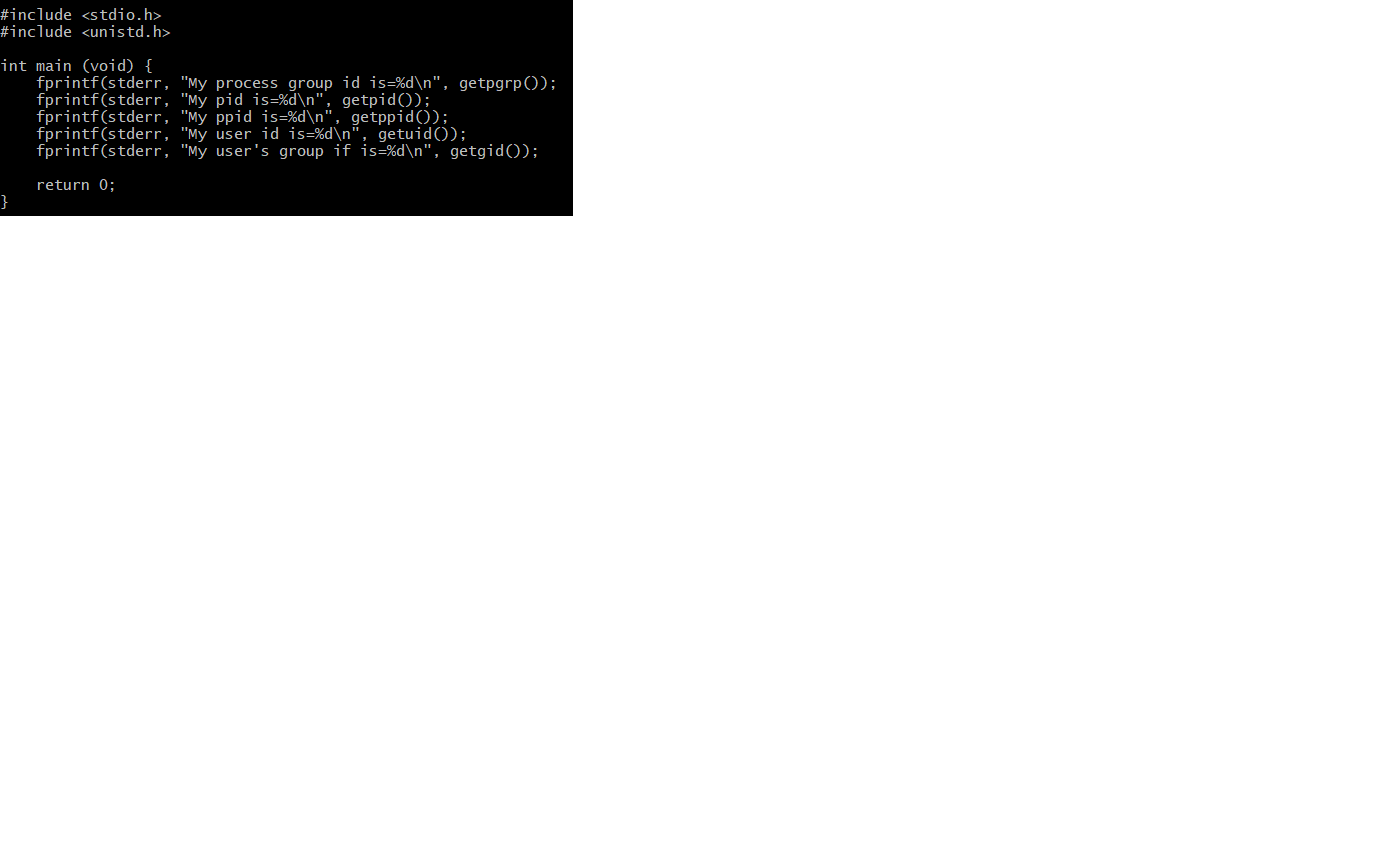 #include <stdio.h>
#include <unistd.h>

int main (void) {
    fprintf(stderr, "My process group id is=%d\n", getpgrp());
    fprintf(stderr, "My pid is=%d\n", getpid());
    fprintf(stderr, "My ppid is=%d\n", getppid());
    fprintf(stderr, "My user id is=%d\n", getuid());
    fprintf(stderr, "My user's group if is=%d\n", getgid());

    return 0;
}